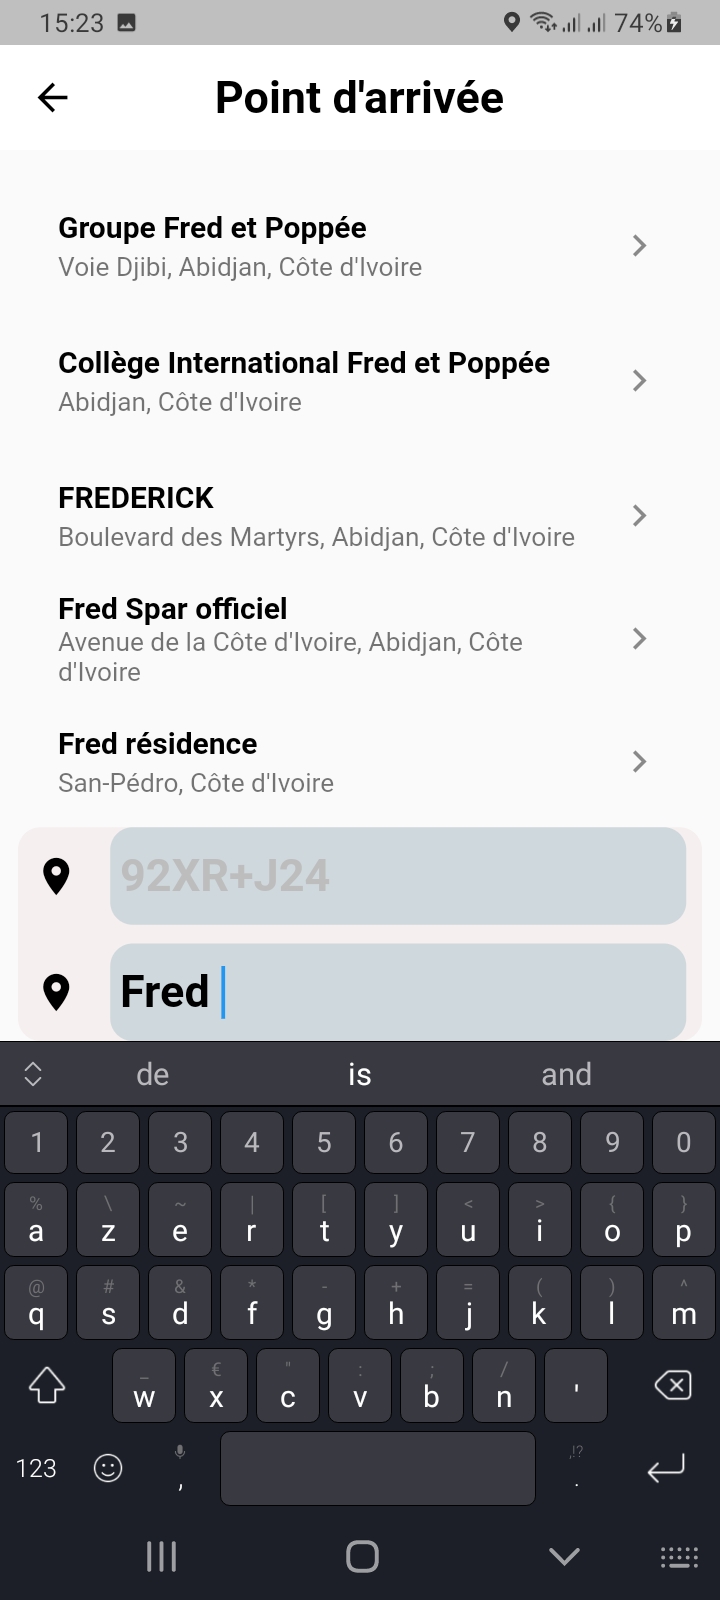 15:23 74%
Point d'arrivée
Groupe Fred et Poppée
Voie Djibi, Abidjan, Côte d'Ivoire
Collège International Fred et Poppée
Abidjan, Côte d'Ivoire
FREDERICK
Boulevard des Martyrs, Abidjan, Côte d'Ivoire
Fred Spar officiel
Avenue de la Côte d'Ivoire, Abidjan, Côte
d'Ivoire
Fred résidence
San-Pédro, Côte d'Ivoire
92XR+J24
Fred
de is and
1 2 3 4 5 6 7 8 9 0
% \ ~ | [ ] < > { }
a z e r t y u i o p
@ # & * - + = ( ) ^
q s d f g h j k l m
_ € " : ; /
w x c v b n '
,!?
123 , .